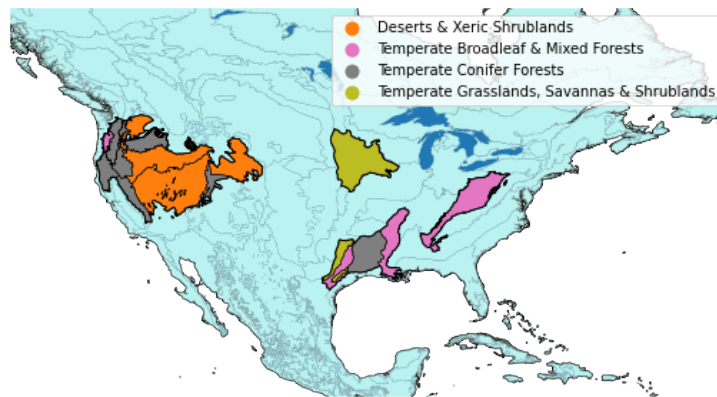 Deserts & Xeric Shrublands
Temperate Broadleaf & Mixed Forests
Temperate Conifer Forests
Temperate Grasslands, Savannas & Shrublands